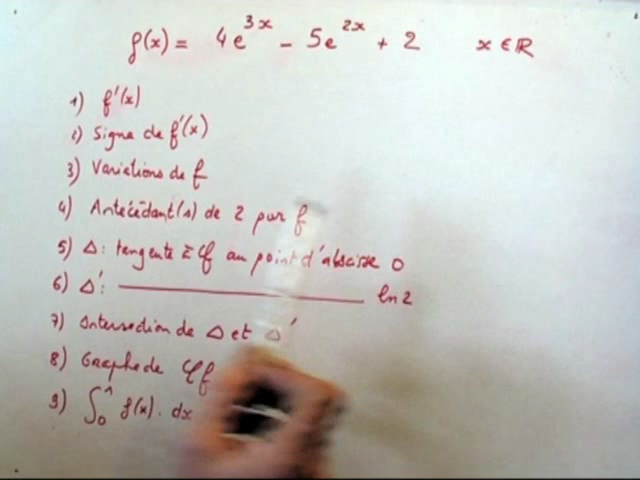 f(x) = 4e^{3x} - 5e^{2x} + 2 x ∈ ℝ
1) f'(x)
2) Signe de f'(x)
3) Variations de f
4) Antécédant(s) de 2 par f
5) Δ : tangente à Cf au point d'abscisse 0
6) Δ' : ———————— ln 2
7) Intersection de Δ et Δ'
8) Graphe de Cf
9) ∫₀¹ f(x). dx